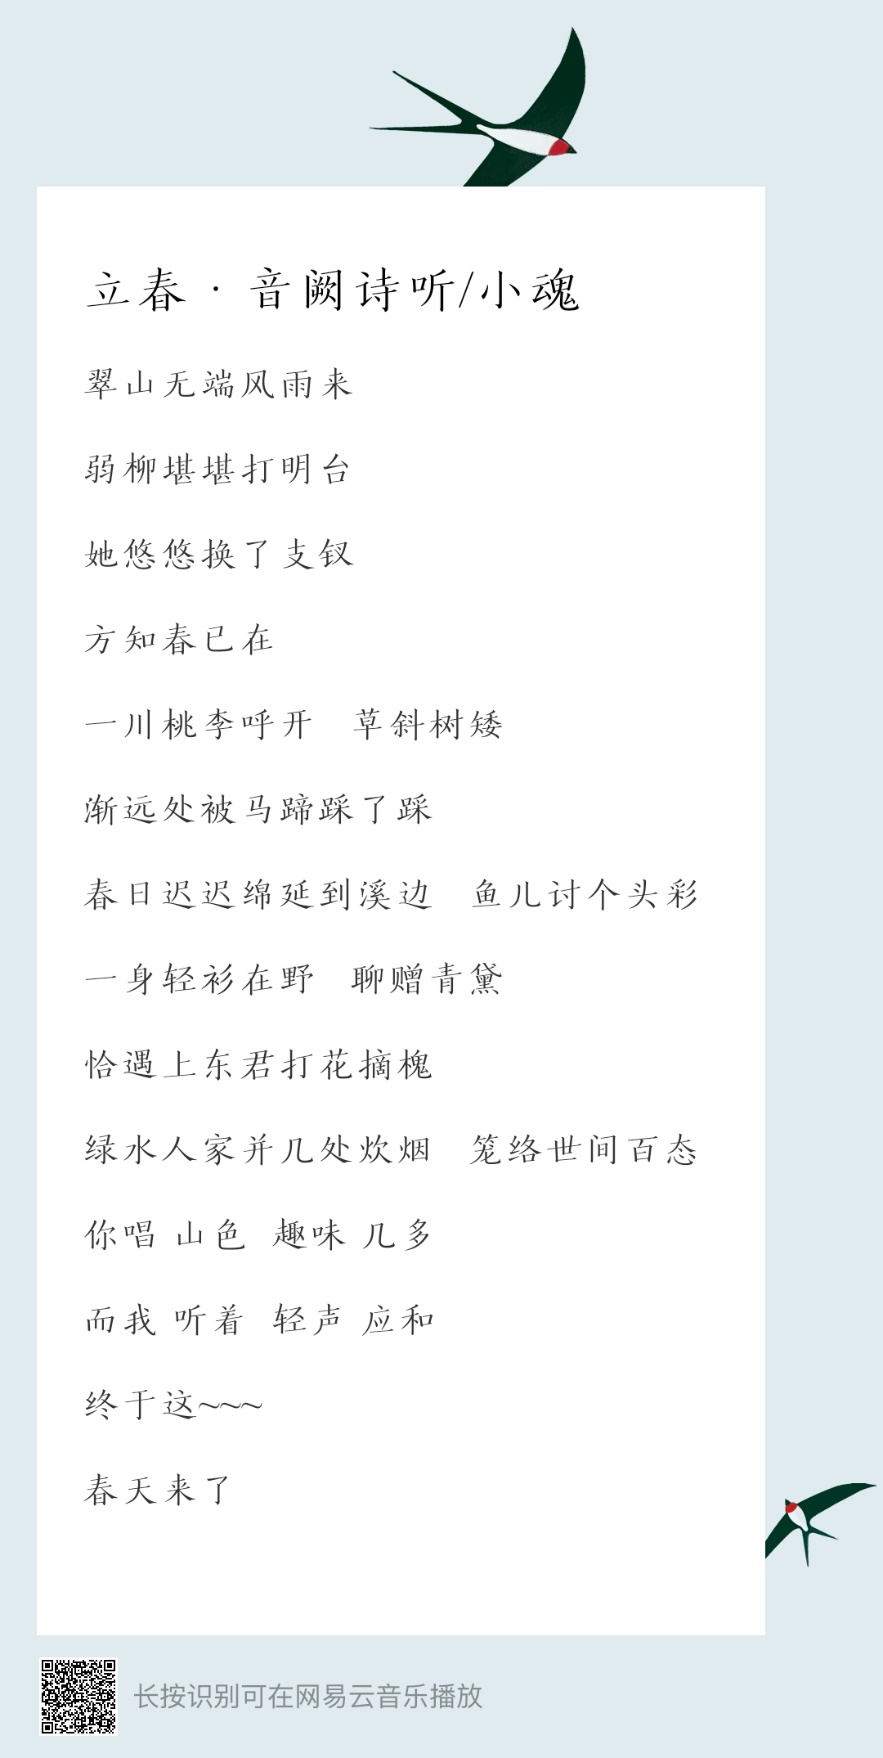 立春·音阙诗听/小魂
翠山无端风雨来
弱柳堪堪打明台
她悠悠换了支钗
方知春已在
一川桃李呼开 草斜树矮
渐远处被马蹄踩了踩
春日迟迟绵延到溪边 鱼儿讨个头彩
一身轻衫在野 聊赠青黛
恰遇上东君打花摘槐
绿水人家并几处炊烟 笼络世间百态
你唱 山色 趣味 几多
而我 听着 轻声 应和
终于这~~~
春天来了
长按识别可在网易云音乐播放